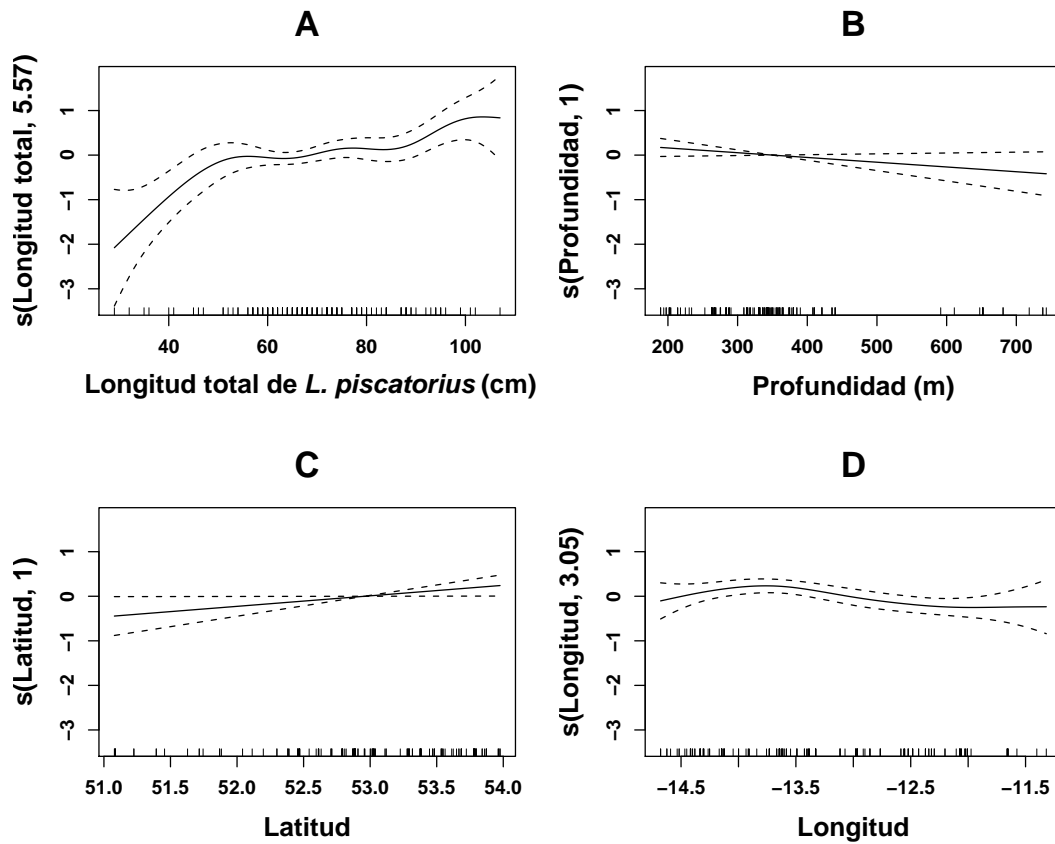 A
s(Longitud total, 5.57)
1
0
−1
−2
−3
40 60 80 100
Longitud total de L. piscatorius (cm)
B
s(Profundidad, 1)
1
0
−1
−2
−3
200 300 400 500 600 700
Profundidad (m)
C
s(Latitud, 1)
1
0
−1
−2
−3
51.0 51.5 52.0 52.5 53.0 53.5 54.0
Latitud
D
s(Longitud, 3.05)
1
0
−1
−2
−3
−14.5 −13.5 −12.5 −11.5
Longitud